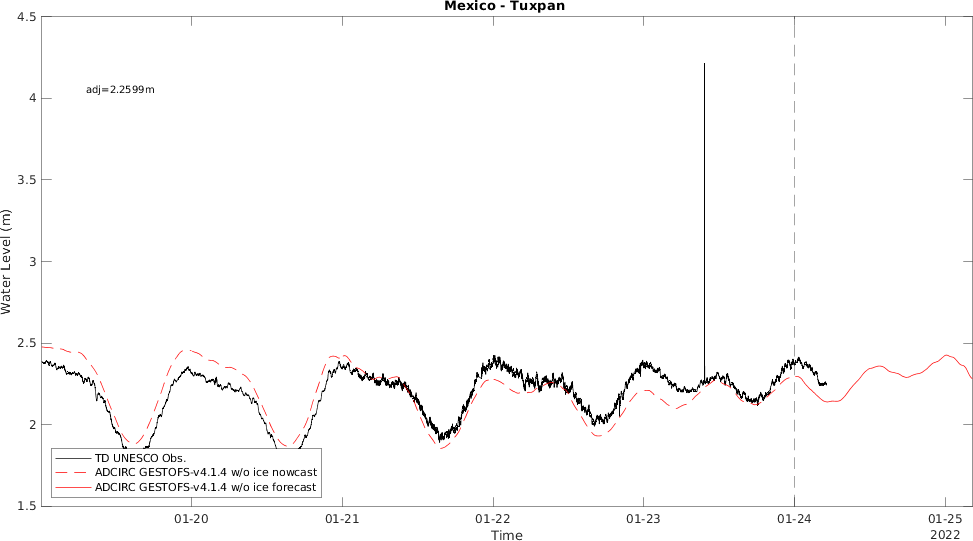 Mexico - Tuxpan
4.5
4
3.5
3
2.5
2
1.5
Water Level (m)
adj=2.2599m
TD UNESCO Obs.
ADCIRC GESTOFS-v4.1.4 w/o ice nowcast
ADCIRC GESTOFS-v4.1.4 w/o ice forecast
01-20 01-21 01-22 01-23 01-24 01-25
Time
2022